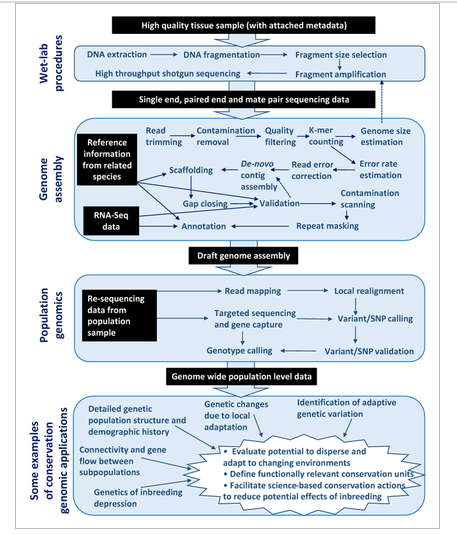 High quality tissue sample (with attached metadata)
Wet-lab
procedures
DNA extraction
DNA fragmentation
Fragment size selection
High throughput shotgun sequencing
Fragment amplification
Single end, paired end and mate pair sequencing data
Genome
assembly
Reference
information
from related
species
Read
trimming
Contamination
removal
Quality
filtering
K-mer
counting
Genome size
estimation
Scaffolding
De-novo
contig
assembly
Read error
correction
Error rate
estimation
Gap closing
Validation
Contamination
scanning
RNA-Seq
data
Annotation
Repeat masking
Draft genome assembly
Population
genomics
Re-sequencing
data from
population
sample
Read mapping
Local realignment
Targeted sequencing
and gene capture
Variant/SNP calling
Genotype calling
Variant/SNP validation
Genome wide population level data
Some examples
of conservation
genomic applications
Detailed genetic
population structure and
demographic history
Genetic changes
due to local
adaptation
Identification of adaptive
genetic variation
Connectivity and gene
flow between
subpopulations
Genetics of inbreeding
depression
• Evaluate potential to disperse and
adapt to changing environments
• Define functionally relevant conservation units
• Facilitate science-based conservation actions
to reduce potential effects of inbreeding